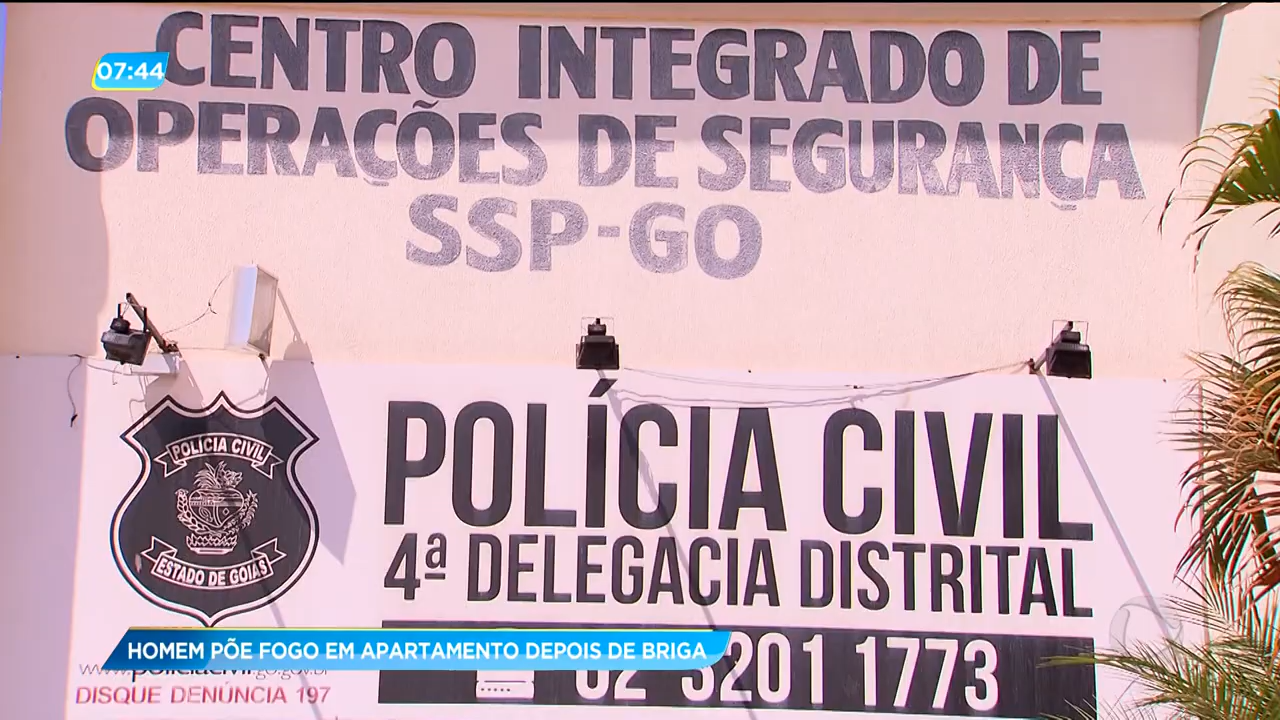 CENTRO INTEGRADO DE
07:44
OPERAÇÕES DE SEGURANÇA
SSP-GO
POLÍCIA CIVIL
4ª DELEGACIA DISTRITAL
POLÍCIA CIVIL
ESTADO DE GOIÁS
HOMEM PÕE FOGO EM APARTAMENTO DEPOIS DE BRIGA
3201 1773
DISQUE DENÚNCIA 197